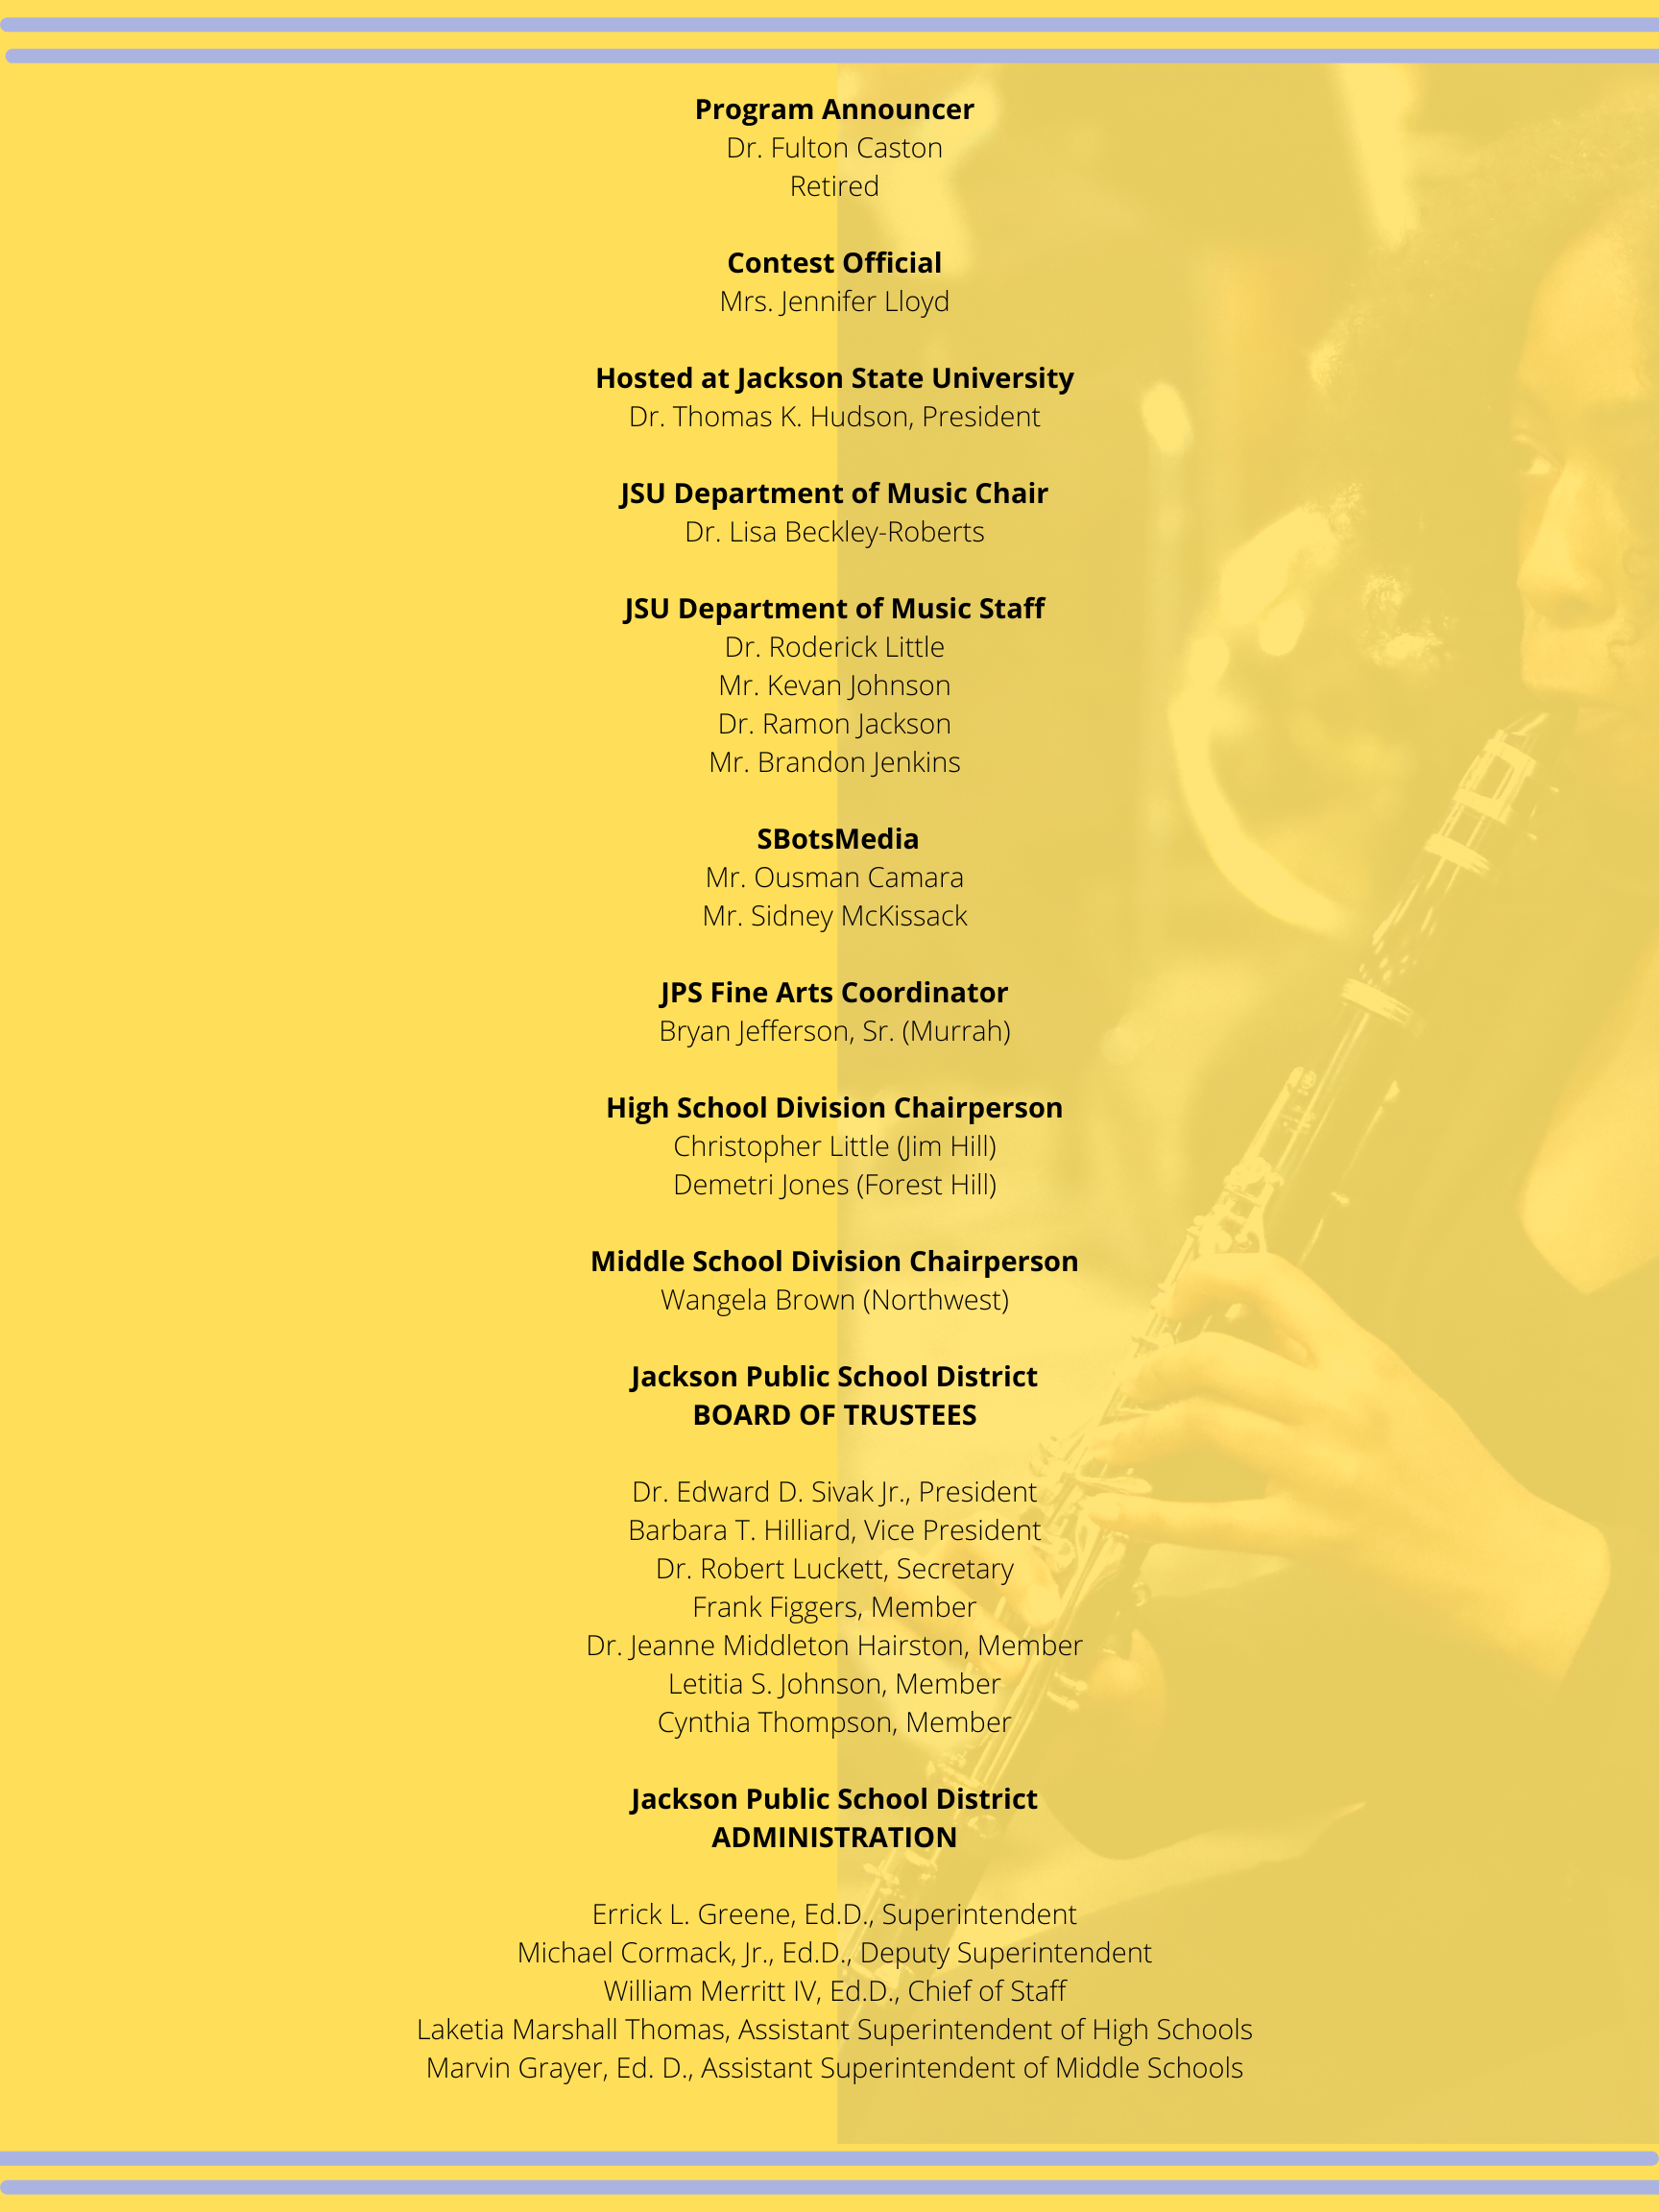 Program Announcer
Dr. Fulton Caston
Retired
Contest Official
Mrs. Jennifer Lloyd
Hosted at Jackson State University
Dr. Thomas K. Hudson, President
JSU Department of Music Chair
Dr. Lisa Beckley-Roberts
JSU Department of Music Staff
Dr. Roderick Little
Mr. Kevan Johnson
Dr. Ramon Jackson
Mr. Brandon Jenkins
SBotsMedia
Mr. Ousman Camara
Mr. Sidney McKissack
JPS Fine Arts Coordinator
Bryan Jefferson, Sr. (Murrah)
High School Division Chairperson
Christopher Little (Jim Hill)
Demetri Jones (Forest Hill)
Middle School Division Chairperson
Wangela Brown (Northwest)
Jackson Public School District
BOARD OF TRUSTEES
Dr. Edward D. Sivak Jr., President
Barbara T. Hilliard, Vice President
Dr. Robert Luckett, Secretary
Frank Figgers, Member
Dr. Jeanne Middleton Hairston, Member
Letitia S. Johnson, Member
Cynthia Thompson, Member
Jackson Public School District
ADMINISTRATION
Errick L. Greene, Ed.D., Superintendent
Michael Cormack, Jr., Ed.D., Deputy Superintendent
William Merritt IV, Ed.D., Chief of Staff
Laketia Marshall Thomas, Assistant Superintendent of High Schools
Marvin Grayer, Ed. D., Assistant Superintendent of Middle Schools